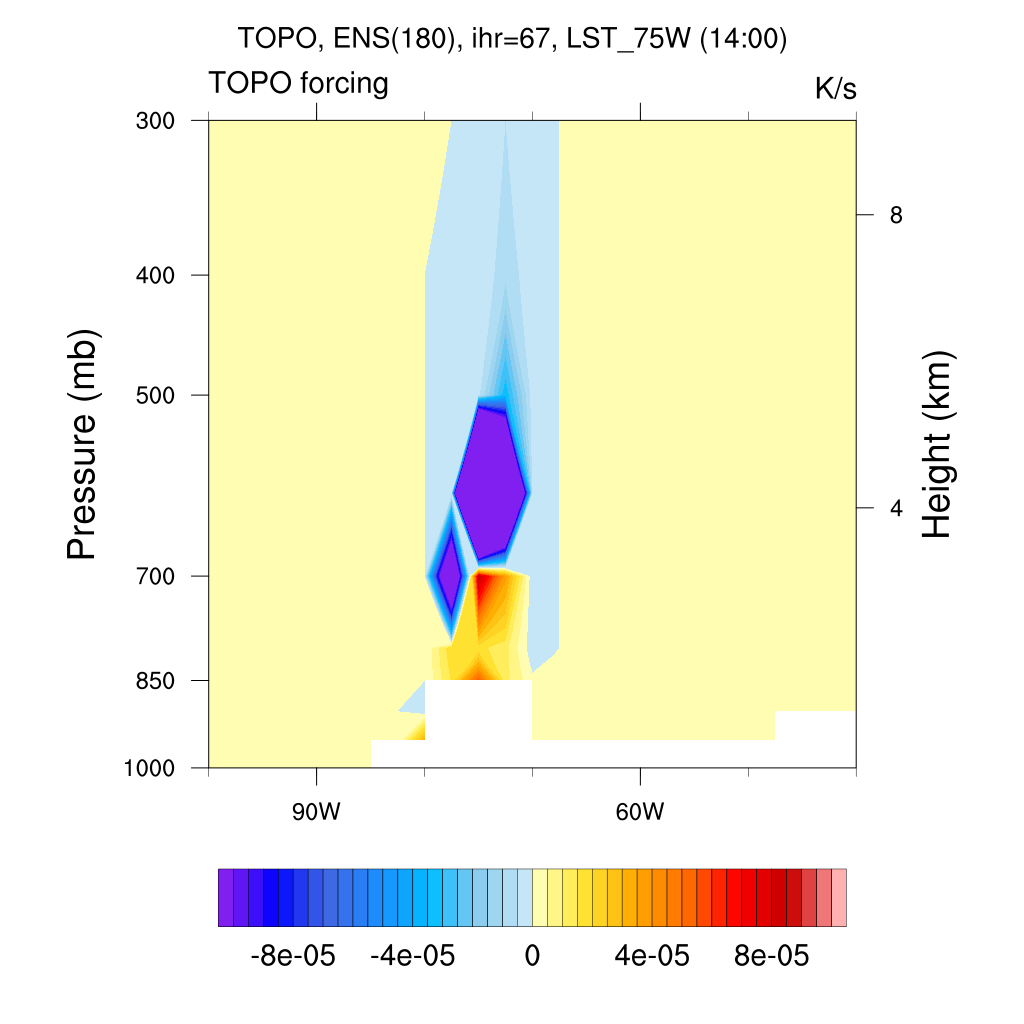 TOPO, ENS(180), ihr=67, LST_75W (14:00)
TOPO forcing K/s
300
400
500
700
850
1000
Pressure (mb)
8
4
Height (km)
90W 60W
-8e-05 -4e-05 0 4e-05 8e-05